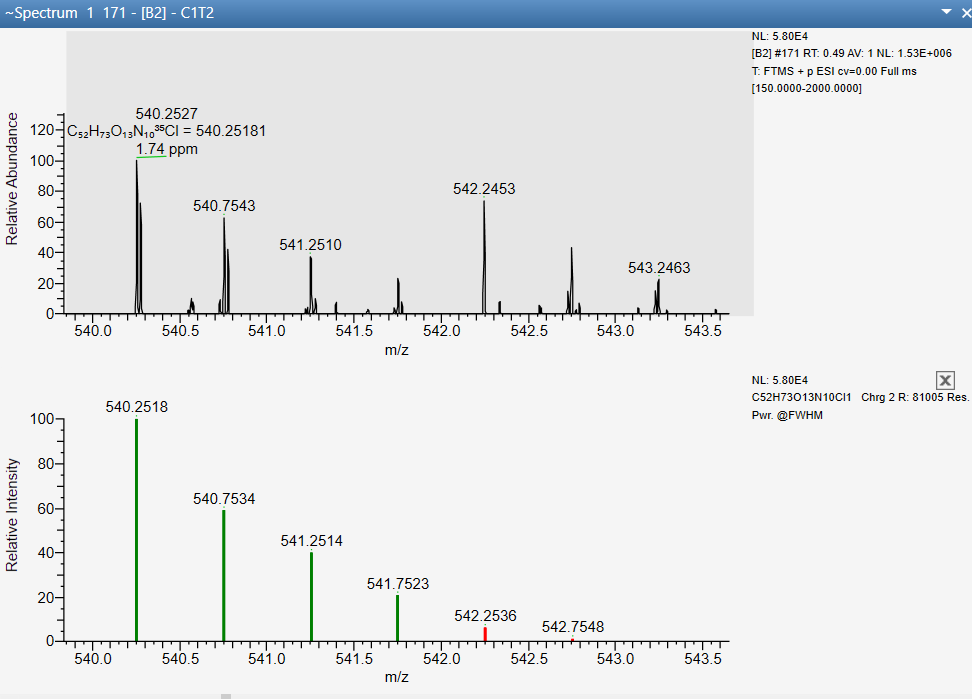 ~Spectrum 1 171 - [B2] - C1T2
NL: 5.80E4
[B2] #171 RT: 0.49 AV: 1 NL: 1.53E+006
T: FTMS + p ESI cv=0.00 Full ms
[150.0000-2000.0000]
540.2527
C₅₂H₇₃O₁₃N₁₀³⁵Cl = 540.25181
1.74 ppm
540.7543
541.2510
542.2453
543.2463
Relative Abundance
120
100
80
60
40
20
0
540.0 540.5 541.0 541.5 542.0 542.5 543.0 543.5
m/z
NL: 5.80E4
C52H73O13N10Cl1 Chrg 2 R: 81005 Res.
Pwr. @FWHM
540.2518
540.7534
541.2514
541.7523
542.2536
542.7548
Relative Intensity
100
80
60
40
20
0
540.0 540.5 541.0 541.5 542.0 542.5 543.0 543.5
m/z